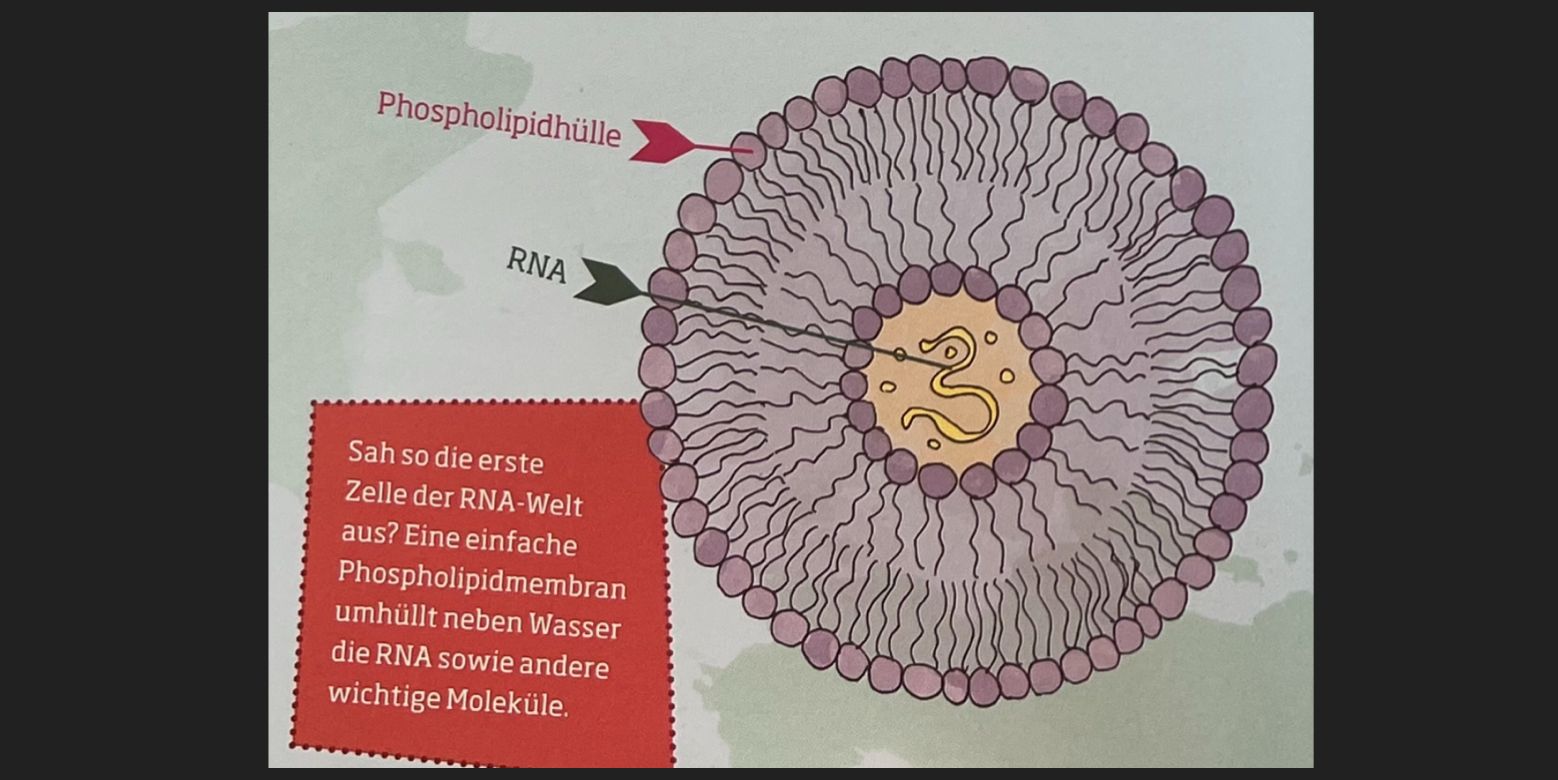 Phospholipidhülle
RNA
Sah so die erste
Zelle der RNA-Welt
aus? Eine einfache
Phospholipidmembran
umhüllt neben Wasser
die RNA sowie andere
wichtige Moleküle.